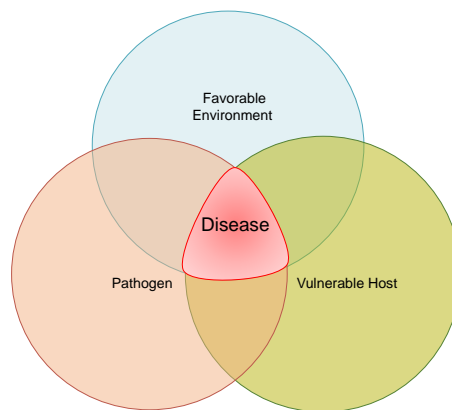 Favorable
Environment
Disease
Pathogen
Vulnerable Host